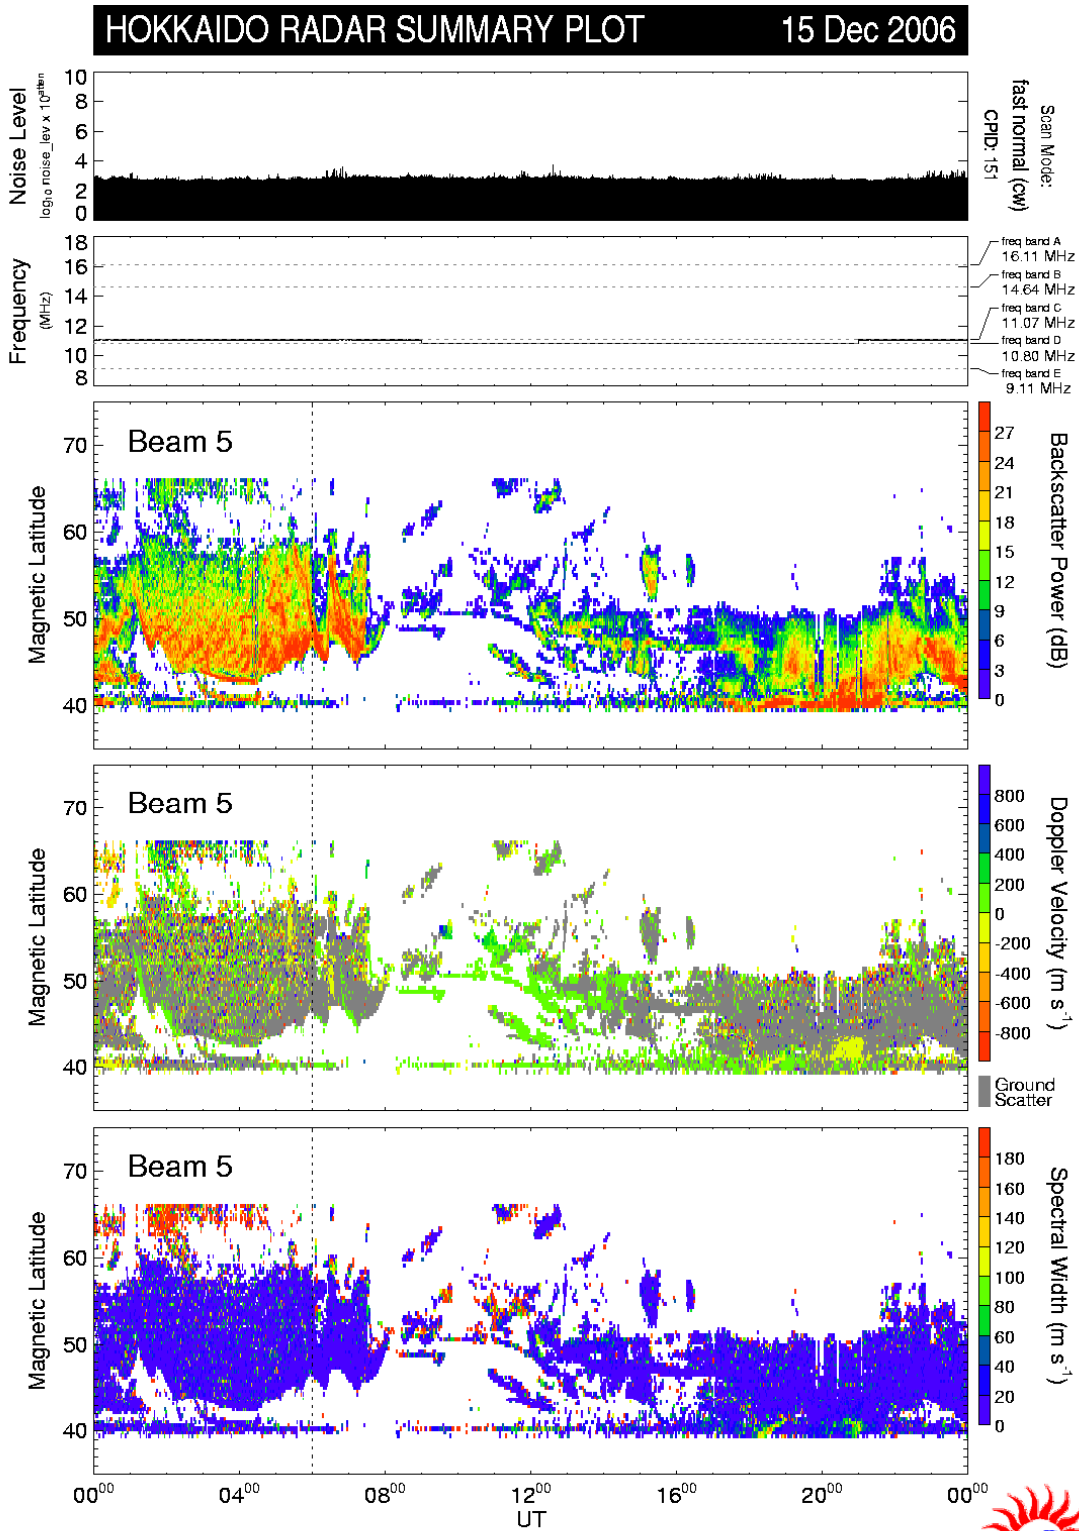 HOKKAIDO RADAR SUMMARY PLOT 15 Dec 2006
Noise Level
log10 noise_lev x 10^atten
10
8
6
4
2
0
Scan Mode:
fast normal (cw)
CPID: 151
Frequency
(MHz)
18
16
14
12
10
8
freq band A
16.11 MHz
freq band B
14.64 MHz
freq band C
11.07 MHz
freq band D
10.80 MHz
freq band E
9.11 MHz
Beam 5
Magnetic Latitude
70
60
50
40
27
24
21
18
15
12
9
6
3
0
Backscatter Power (dB)
Beam 5
Magnetic Latitude
70
60
50
40
800
600
400
200
0
-200
-400
-600
-800
Ground
Scatter
Doppler Velocity (m s⁻¹)
Beam 5
Magnetic Latitude
70
60
50
40
180
160
140
120
100
80
60
40
20
0
Spectral Width (m s⁻¹)
00⁰⁰ 04⁰⁰ 08⁰⁰ 12⁰⁰ 16⁰⁰ 20⁰⁰ 00⁰⁰
UT